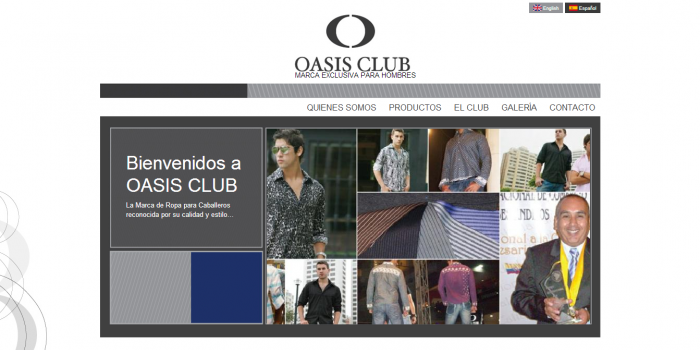 English Español
OASIS CLUB
MARCA EXCLUSIVA PARA HOMBRES
QUIENES SOMOS PRODUCTOS EL CLUB GALERÍA CONTACTO
Bienvenidos a
OASIS CLUB
La Marca de Ropa para Caballeros
reconocida por su calidad y estilo...